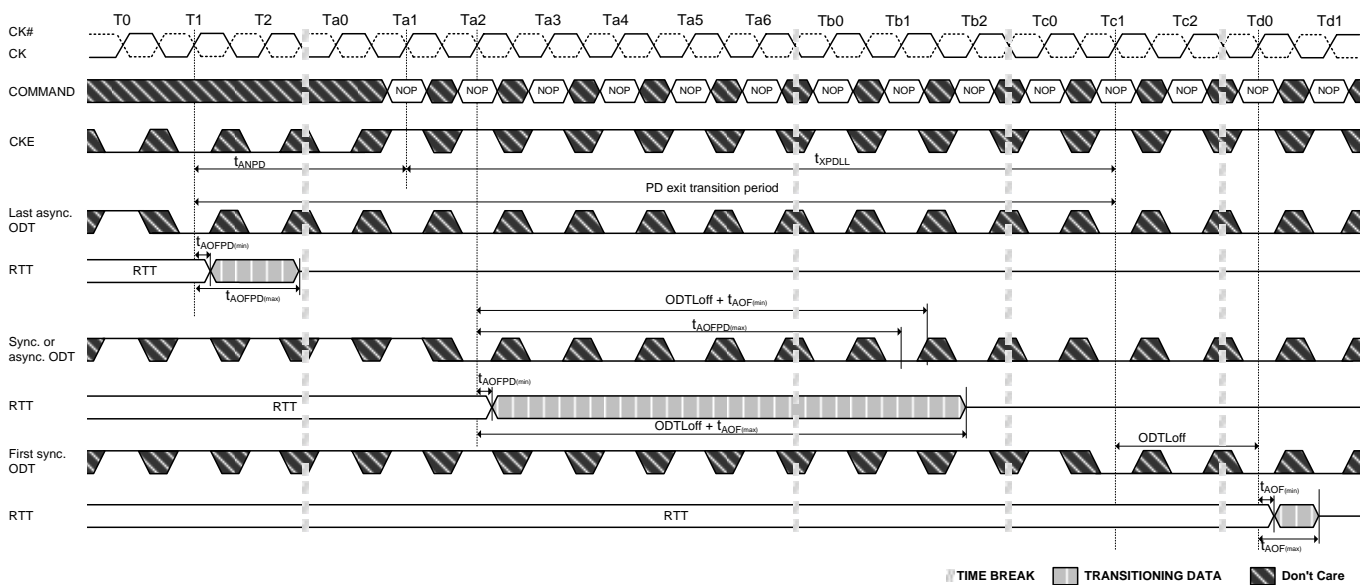 T0 T1 T2 Ta0 Ta1 Ta2 Ta3 Ta4 Ta5 Ta6 Tb0 Tb1 Tb2 Tc0 Tc1 Tc2 Td0 Td1
CK#
CK
COMMAND NOP NOP NOP NOP NOP NOP NOP NOP NOP NOP NOP NOP NOP NOP
CKE
tANPD tXPDLL
PD exit transition period
Last async.
ODT
tAOFPD(min)
RTT RTT
tAOFPD(max)
ODTLoff + tAOF(min)
tAOFPD(max)
Sync. or
async. ODT
tAOFPD(min)
RTT RTT
ODTLoff + tAOF(max)
First sync.
ODT
ODTLoff
tAOF(min)
RTT RTT
tAOF(max)
TIME BREAK TRANSITIONING DATA Don't Care